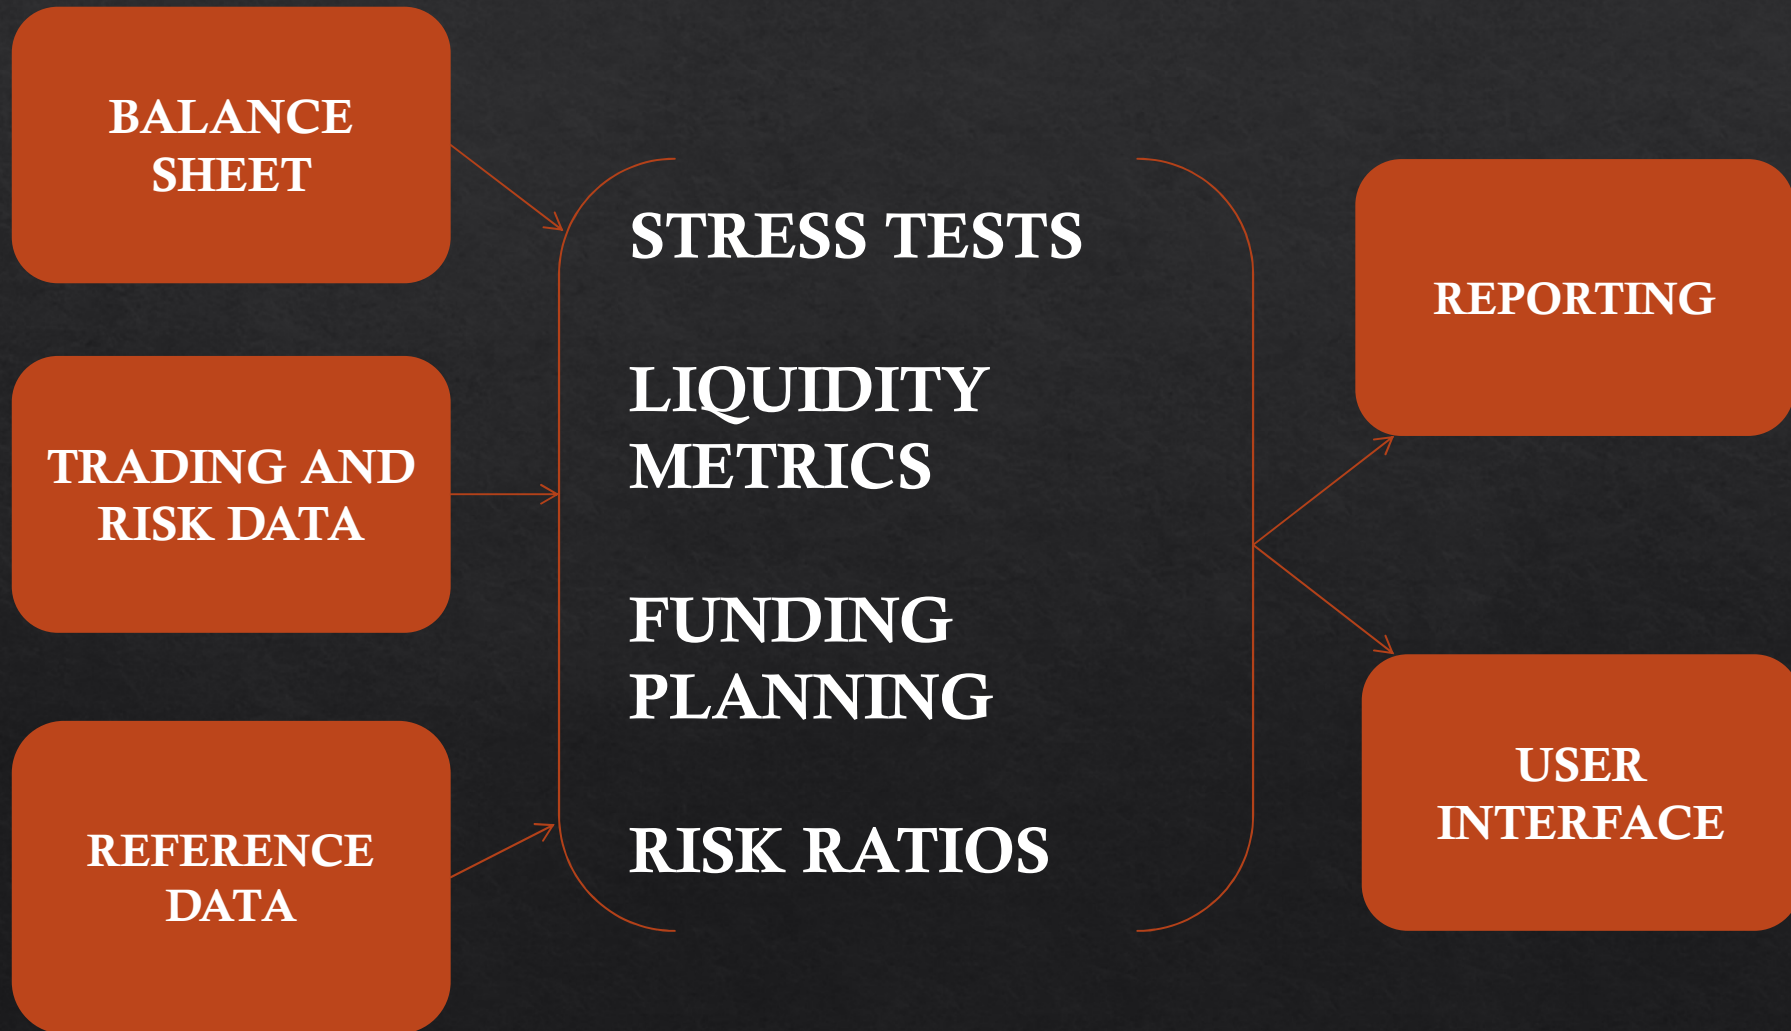 BALANCE
SHEET
TRADING AND
RISK DATA
REFERENCE
DATA
STRESS TESTS
LIQUIDITY
METRICS
FUNDING
PLANNING
RISK RATIOS
REPORTING
USER
INTERFACE